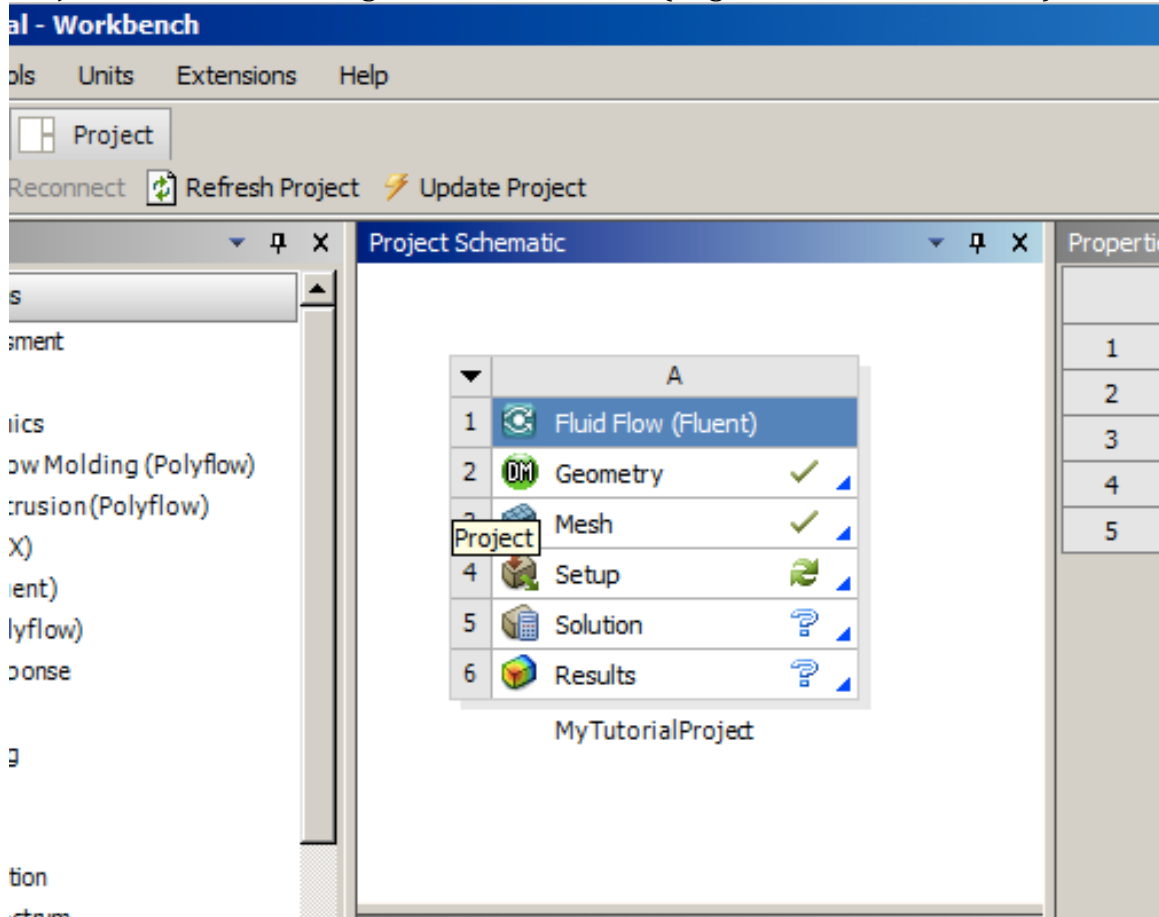 al - Workbench
ols Units Extensions Help
Project
Reconnect Refresh Project Update Project
Project Schematic
Properti
s
sment
A
1
1 Fluid Flow (Fluent)
2
ics
2 DM Geometry
3
ow Molding (Polyflow)
4
rusion(Polyflow)
Mesh
5
Project
X)
4 Setup
ent)
5 Solution
lyflow)
6 Results
ponse
MyTutorialProject
g
tion